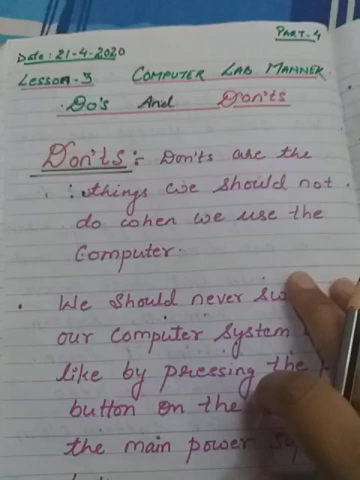 PART-4
Date: 21-4-2020
Lesson-3 COMPUTER LAB MANNER
Do's And Don'ts
Don'ts :- Don'ts are the
things we should not
do when we use the
Computer.
We should never
our computer system
like by pressing the
button on the
the main power